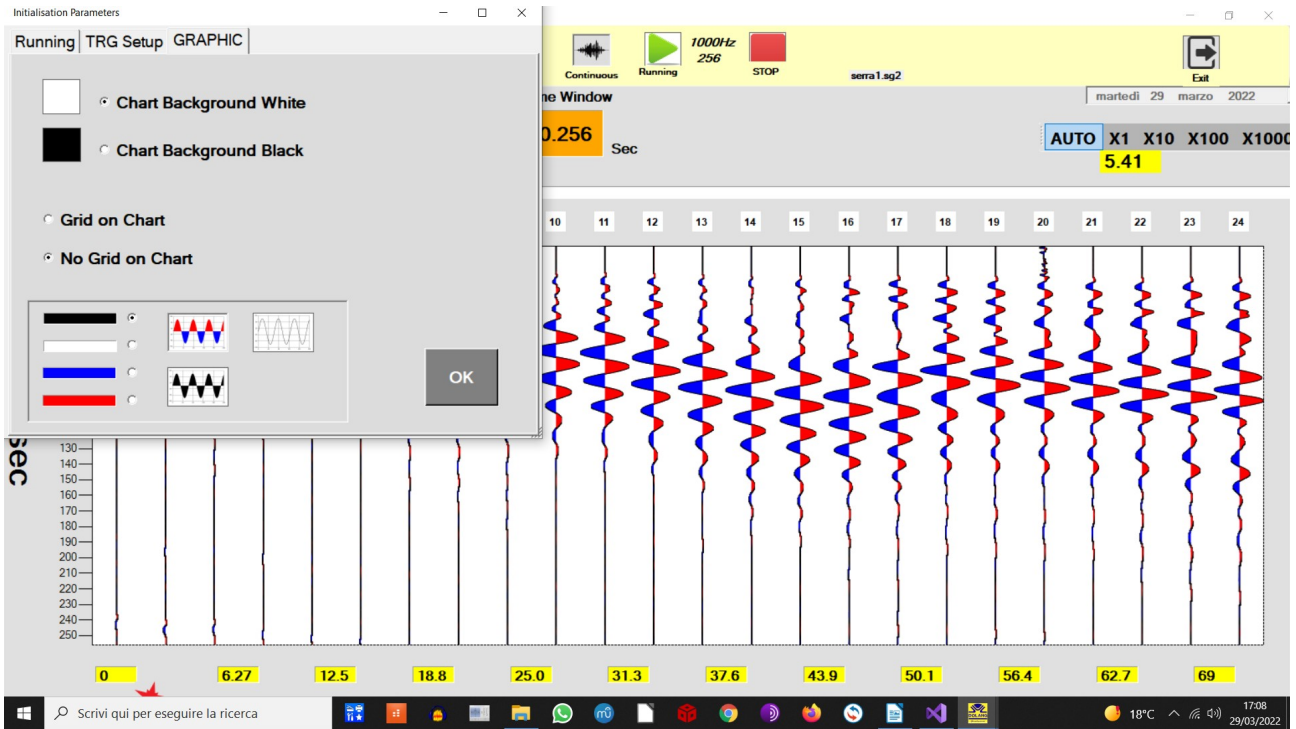 Initialisation Parameters
Running TRG Setup GRAPHIC
Chart Background White
Chart Background Black
Grid on Chart
No Grid on Chart
OK
Continuous
Running
1000Hz
256
STOP
serra1.sg2
Exit
ne Window
martedì 29 marzo 2022
0.256 Sec
AUTO X1 X10 X100 X1000
5.41
10 11 12 13 14 15 16 17 18 19 20 21 22 23 24
sec
130
140
150
160
170
180
190
200
210
220
230
240
250
0 6.27 12.5 18.8 25.0 31.3 37.6 43.9 50.1 56.4 62.7 69
Scrivi qui per eseguire la ricerca
18°C
17:08
29/03/2022